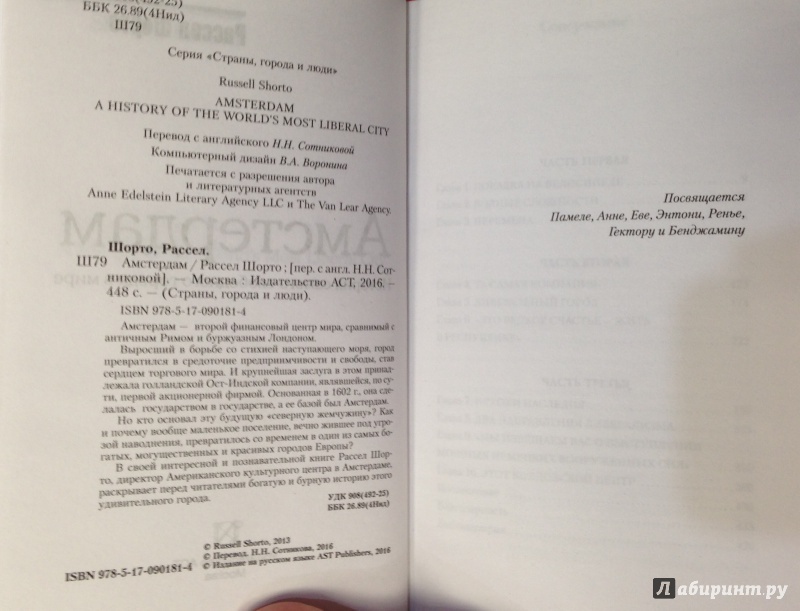 ББК 26.89(4Нил)
Ш79
Серия «Страны, города и люди»
Russell Shorto
AMSTERDAM
A HISTORY OF THE WORLD'S MOST LIBERAL CITY
Перевод с английского Н.Н. Сотниковой
Компьютерный дизайн В.А. Воронина
Печатается с разрешения автора
и литературных агентств
Anne Edelstein Literary Agency LLC и The Van Lear Agency.
Шорто, Рассел.
Ш79 Амстердам / Рассел Шорто ; [пер. с англ. Н.Н. Сот-
никовой]. — Москва : Издательство АСТ, 2016. —
448 с. — (Страны, города и люди).
ISBN 978-5-17-090181-4
Амстердам — второй финансовый центр мира, сравнимый с
античным Римом и буржуазным Лондоном.
Выросший в борьбе со стихией наступающего моря, город
превратился в средоточие предприимчивости и свободы, став
сердцем торгового мира. И крупнейшая заслуга в этом принад-
лежала голландской Ост-Индской компании, являвшейся, по су-
ти, первой акционерной фирмой. Основанная в 1602 г., она сде-
лалась государством в государстве, а ее базой был Амстердам.
Но кто основал эту будущую «северную жемчужину»? Как
и почему вообще маленькое поселение, вечно жившее под угро-
зой наводнения, превратилось со временем в один из самых бо-
гатых, могущественных и красивых городов Европы?
В своей интересной и познавательной книге Рассел Шор-
то, директор Американского культурного центра в Амстердаме,
раскрывает перед читателями богатую и бурную историю этого
удивительного города.
УДК 908(492-25)
ББК 26.89(4Нил)
© Russell Shorto, 2013
© Перевод. Н.Н. Сотникова, 2016
© Издание на русском языке AST Publishers, 2016
ISBN 978-5-17-090181-4
Посвящается
Памеле, Анне, Еве, Энтони, Ренье,
Гектору и Бенджамину
Лабиринт.ру